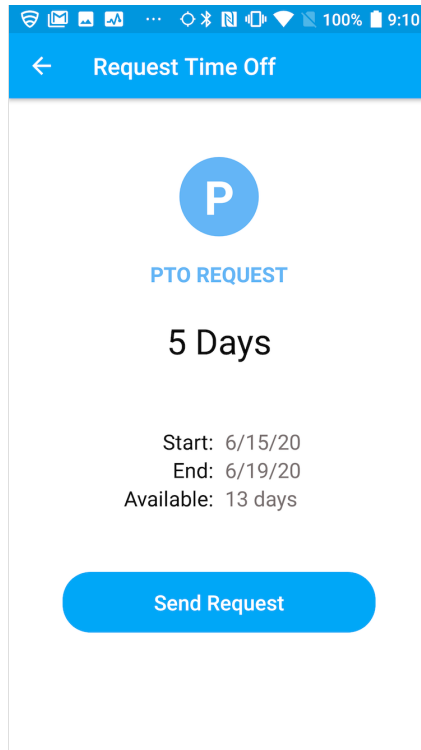 100% 9:10
Request Time Off
P
PTO REQUEST
5 Days
Start: 6/15/20
End: 6/19/20
Available: 13 days
Send Request